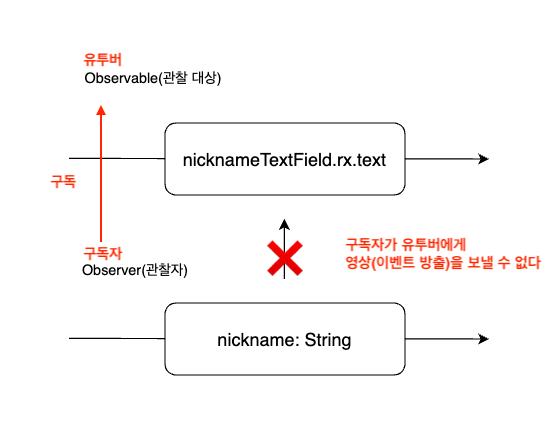 유투버
Observable(관찰 대상)
nicknameTextField.rx.text
구독
구독자
Observer(관찰자)
구독자가 유투버에게
영상(이벤트 방출)을 보낼 수 없다
nickname: String